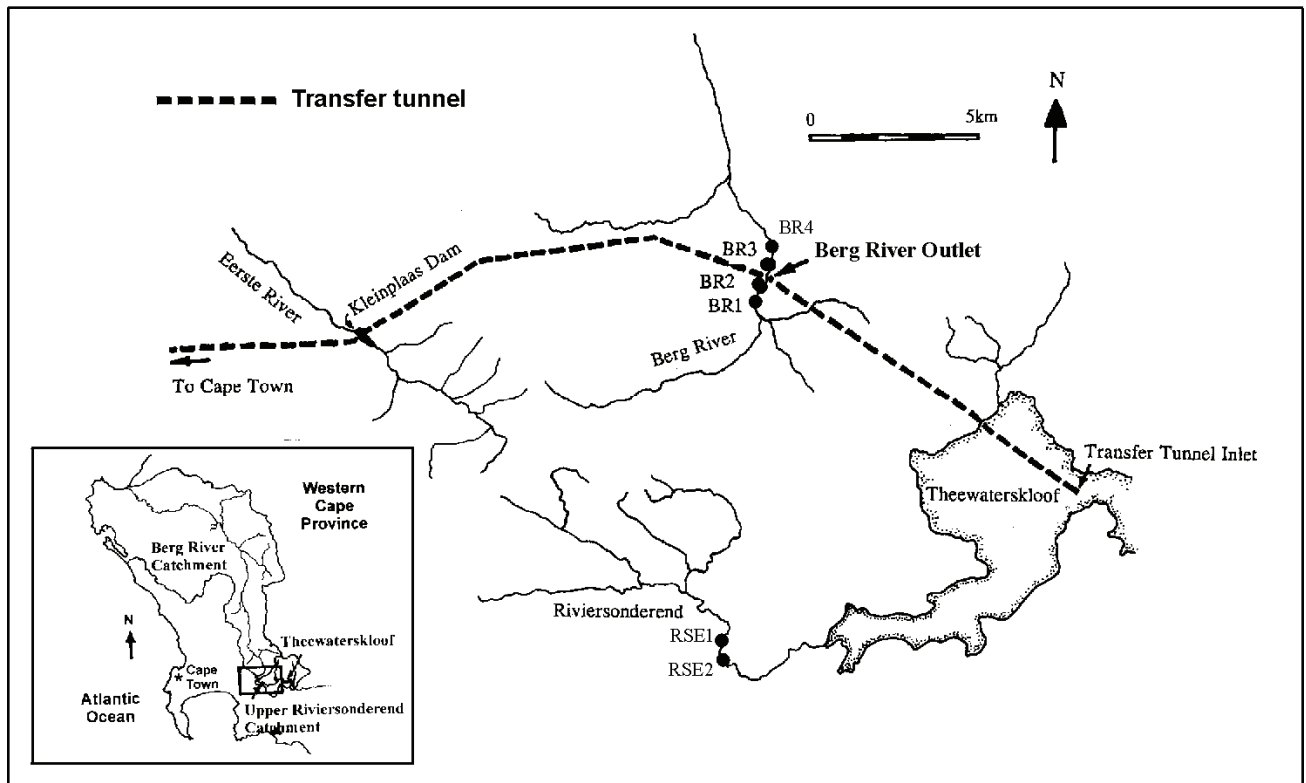 Transfer tunnel
N
0
5km
BR4
BR3
Berg River Outlet
BR2
BR1
Eerste River
Kleinplaas Dam
Berg River
To Cape Town
Transfer Tunnel Inlet
Theewaterskloof
Riviersonderend
RSE1
RSE2
Western
Cape
Province
Berg River
Catchment
N
Theewaterskloof
* Cape
Town
Atlantic
Ocean
Upper Riviersonderend
Catchment